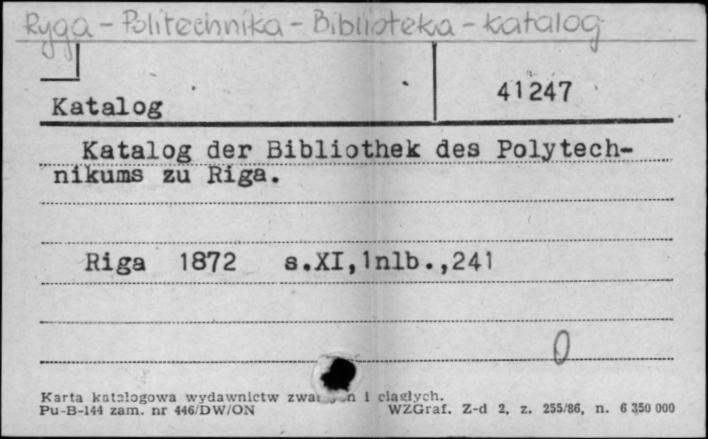 Ryga - Politechnika - Biblioteka - katalog
41247
Katalog
Katalog der Bibliothek des Polytech-
nikums zu Riga.
Riga 1872 s.XI,1nlb.,241
0
Karta katalogowa wydawnictw i ciągłych.
Pu-B-144 zam. nr 446/DW/ON WZGraf. Z-d 2, z. 255/86, n. 6 350 000